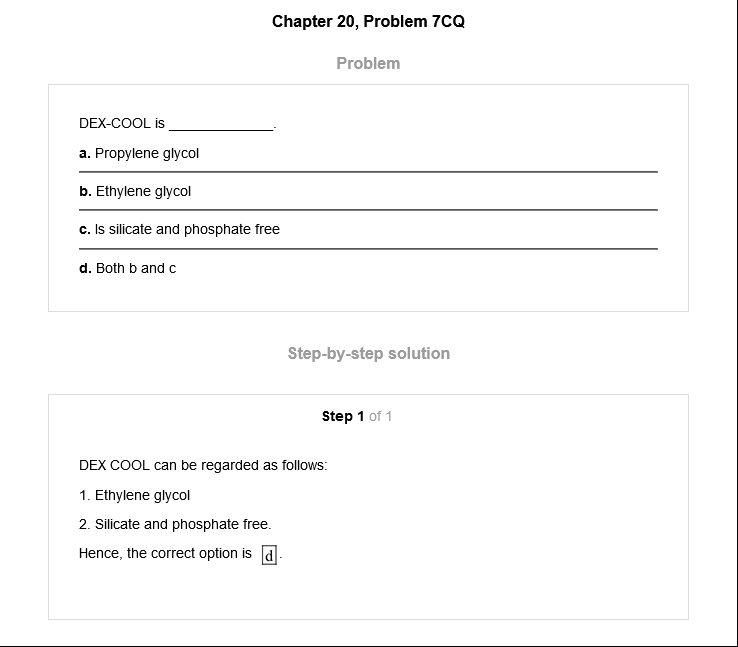 Chapter 20, Problem 7CQ
Problem
DEX-COOL is ______________.
a. Propylene glycol
b. Ethylene glycol
c. Is silicate and phosphate free
d. Both b and c
Step-by-step solution
Step 1 of 1
DEX COOL can be regarded as follows:
1. Ethylene glycol
2. Silicate and phosphate free.
Hence, the correct option is d.